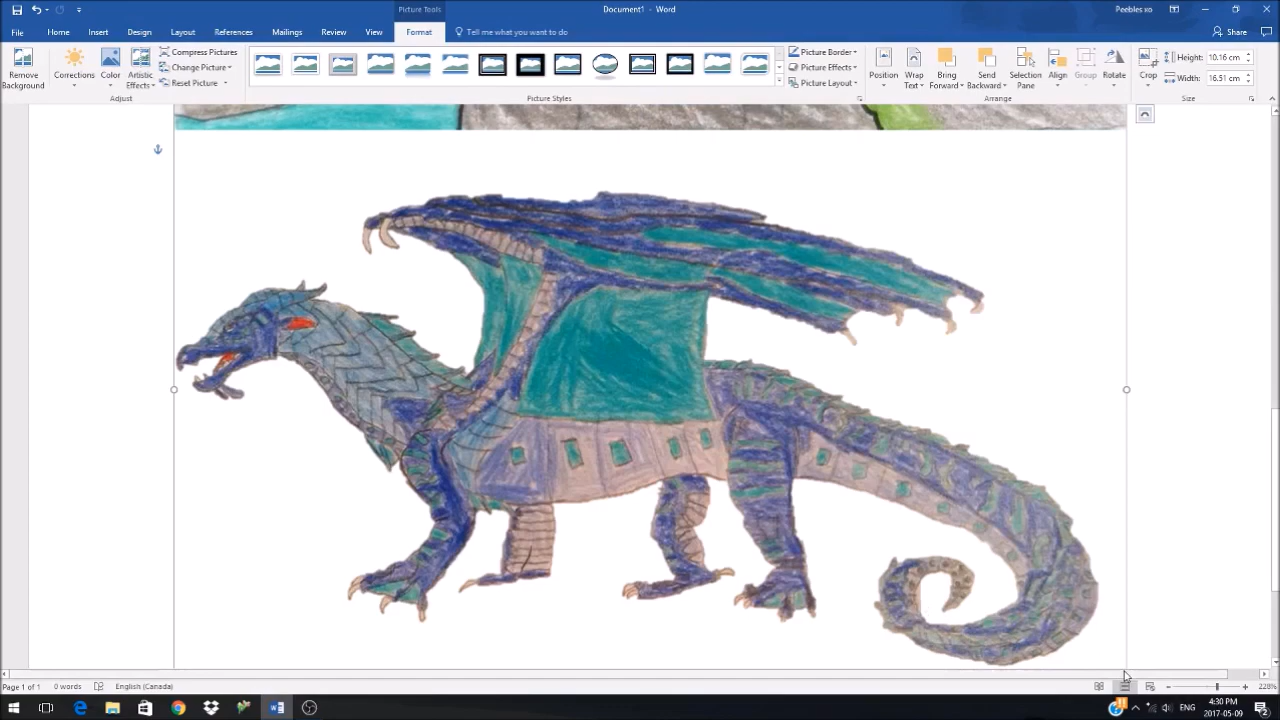 Picture Tools
Document1 - Word
Peebles xo
File
Home
Insert
Design
Layout
References
Mailings
Review
View
Format
Tell me what you want to do
Share
Remove
Background
Corrections
Color
Artistic
Effects
Compress Pictures
Change Picture
Reset Picture
Picture Border
Picture Effects
Picture Layout
Position
Wrap
Text
Bring
Forward
Send
Backward
Selection
Pane
Align
Group
Rotate
Crop
Height:
Width: 16.51 cm
Adjust
Picture Styles
Arrange
Size
Page 1 of 1
0 words
English (Canada)
228%
ENG
4:30 PM
2017-05-09